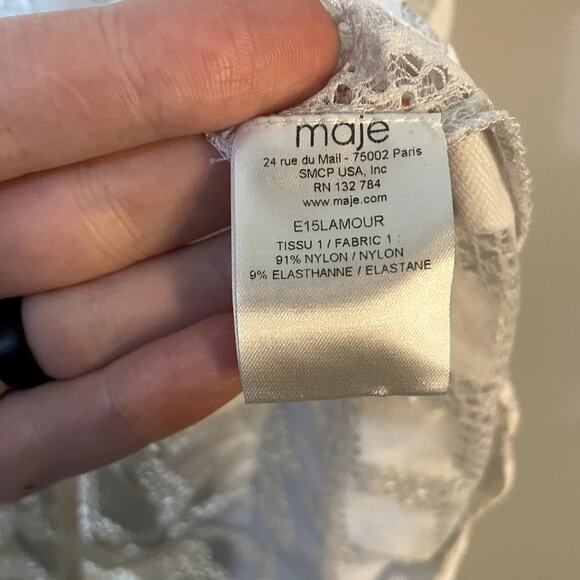 maje
24 rue du Mail - 75002 Paris
SMCP USA, Inc
RN 132 784
www.maje.com
E15LAMOUR
TISSU 1 / FABRIC 1 :
91% NYLON / NYLON
9% ELASTHANNE / ELASTANE